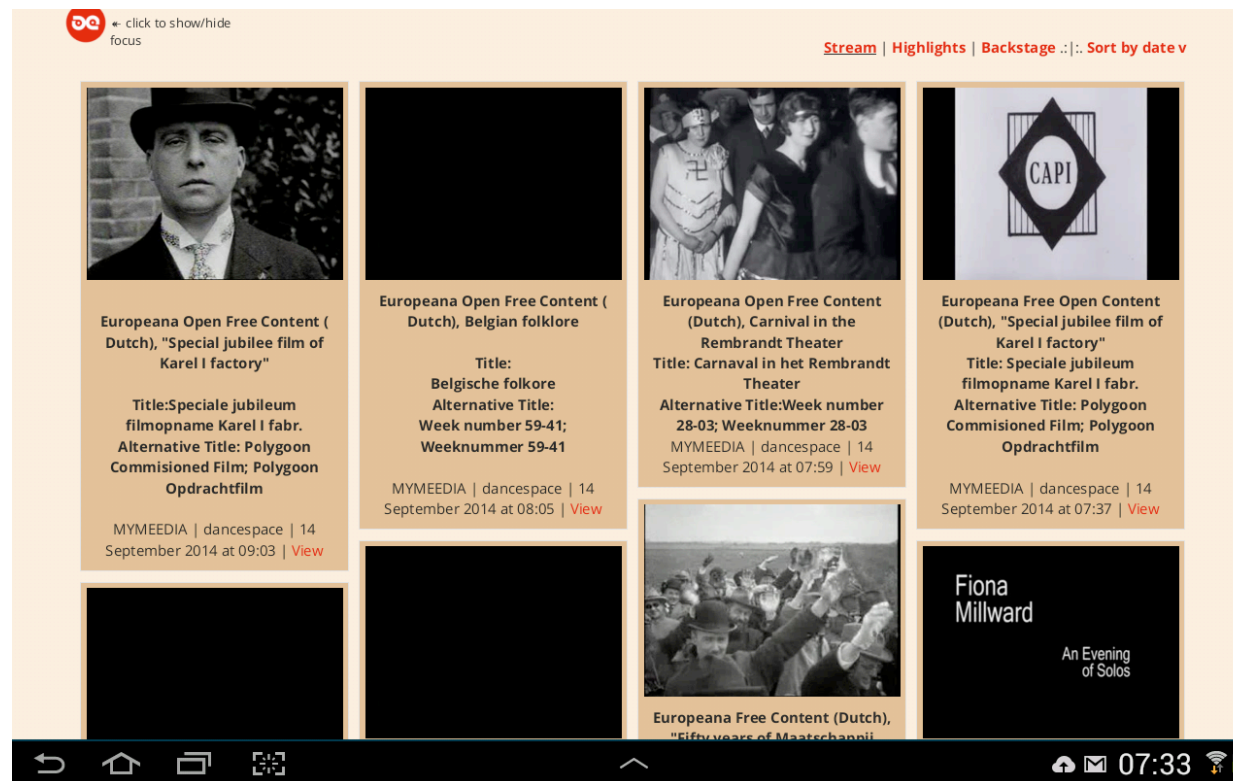 ← click to show/hide
focus
Stream | Highlights | Backstage .:|:. Sort by date v
Europeana Open Free Content (
Dutch), "Special jubilee film of
Karel I factory"
Title:Speciale jubileum
filmopname Karel I fabr.
Alternative Title: Polygoon
Commisioned Film; Polygoon
Opdrachtfilm
MYMEEDIA | dancespace | 14
September 2014 at 09:03 | View
Europeana Open Free Content (
Dutch), Belgian folklore
Title:
Belgische folkore
Alternative Title:
Week number 59-41;
Weeknummer 59-41
MYMEEDIA | dancespace | 14
September 2014 at 08:05 | View
Europeana Open Free Content
(Dutch), Carnival in the
Rembrandt Theater
Title: Carnaval in het Rembrandt
Theater
Alternative Title:Week number
28-03; Weeknummer 28-03
MYMEEDIA | dancespace | 14
September 2014 at 07:59 | View
Europeana Free Content (Dutch),
"Fifty years of Maatschappij
CAPI
Europeana Free Open Content
(Dutch), "Special jubilee film of
Karel I factory"
Title: Speciale jubileum
filmopname Karel I fabr.
Alternative Title: Polygoon
Commisioned Film; Polygoon
Opdrachtfilm
MYMEEDIA | dancespace | 14
September 2014 at 07:37 | View
Fiona
Millward
An Evening
of Solos
07:33